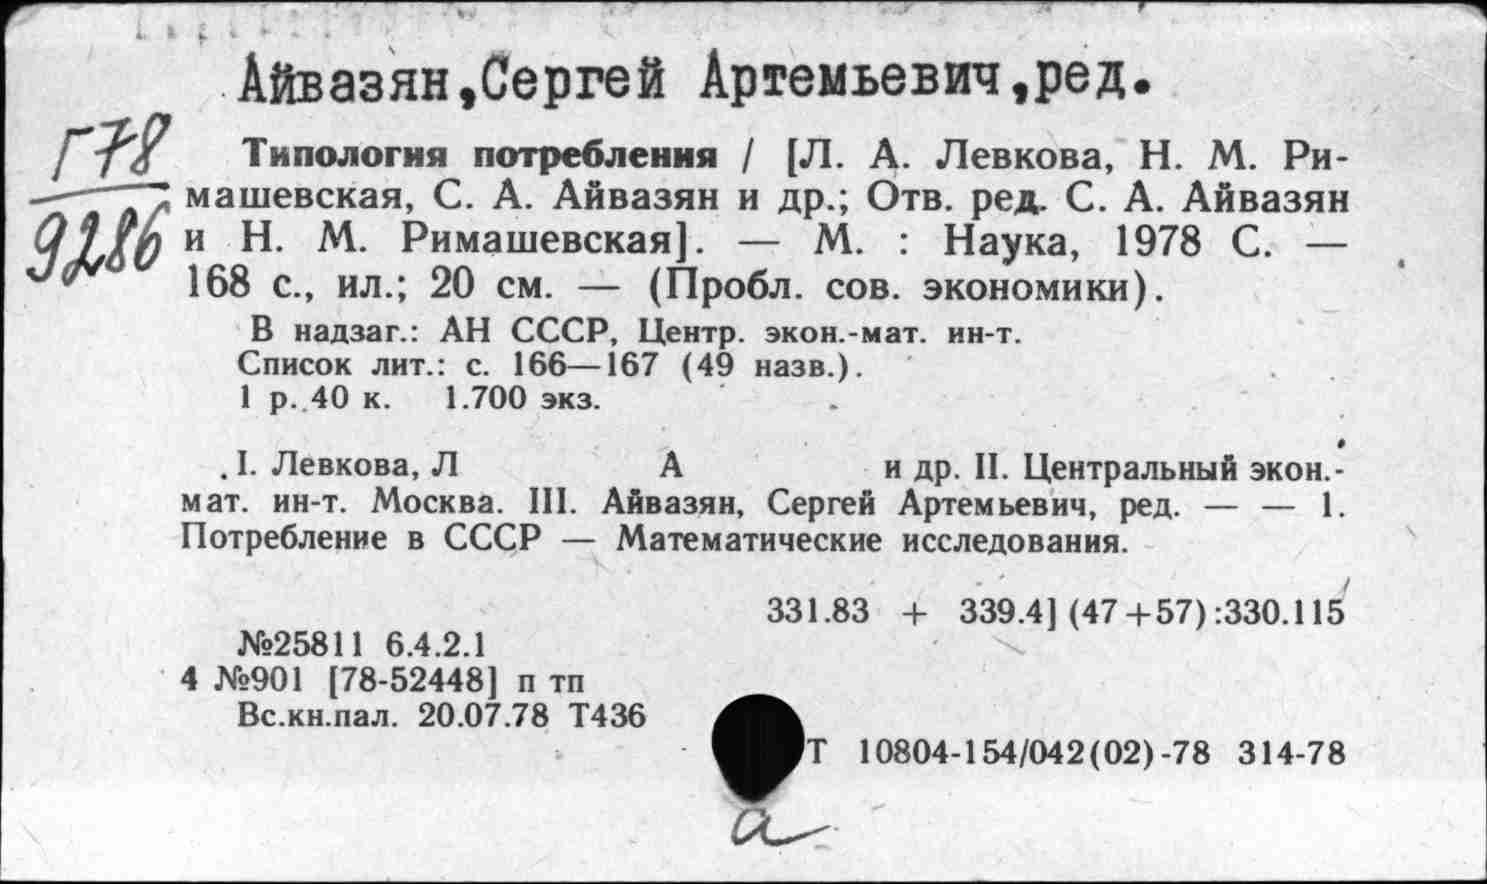 Айвазян,Сергей Артемьевич,ред.
Г78
9286
Типология потребления / [Л. А. Левкова, Н. М. Ри-
машевская, С. А. Айвазян и др.; Отв. ред. С. А. Айвазян
и Н. М. Римашевская]. — М. : Наука, 1978 С. —
168 с., ил.; 20 см. — (Пробл. сов. экономики).
В надзаг.: АН СССР, Центр. экон.-мат. ин-т.
Список лит.: с. 166—167 (49 назв.).
1 р. 40 к. 1.700 экз.
I. Левкова, Л А и др. II. Центральный экон.-
мат. ин-т. Москва. III. Айвазян, Сергей Артемьевич, ред. — — 1.
Потребление в СССР — Математические исследования.
331.83 + 339.4] (47+57):330.115
№25811 6.4.2.1
4 №901 [78-52448] п тп
Вс.кн.пал. 20.07.78 Т436
Т 10804-154/042(02)-78 314-78
а